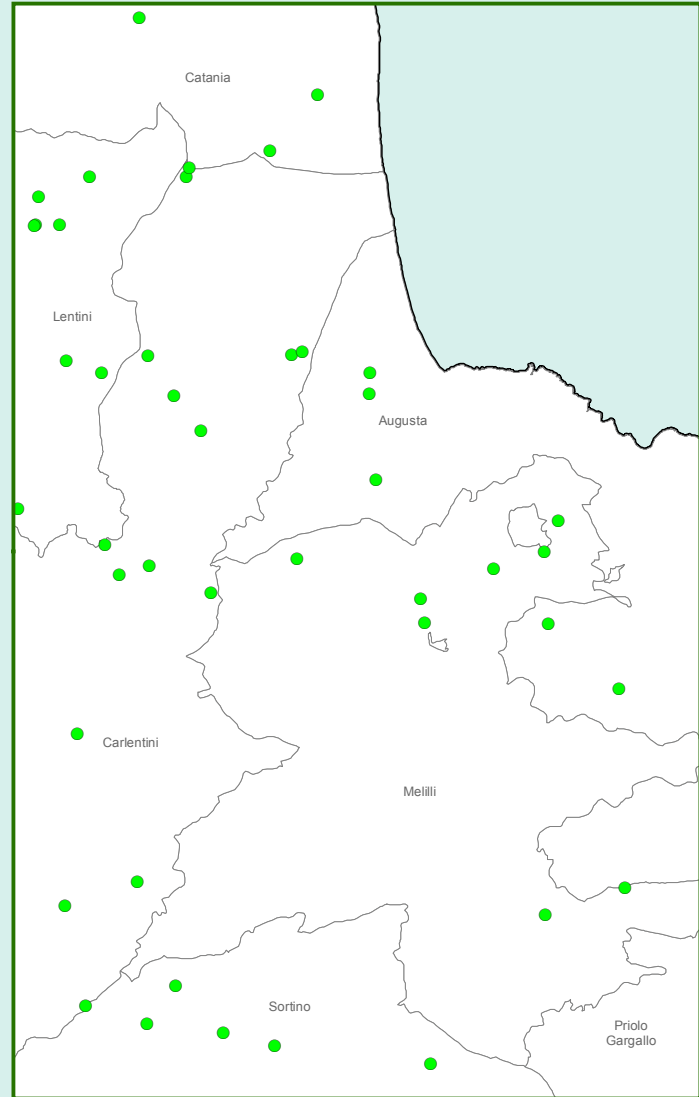 Catania
Lentini
Augusta
Carlentini
Melilli
Sortino
Priolo
Gargallo